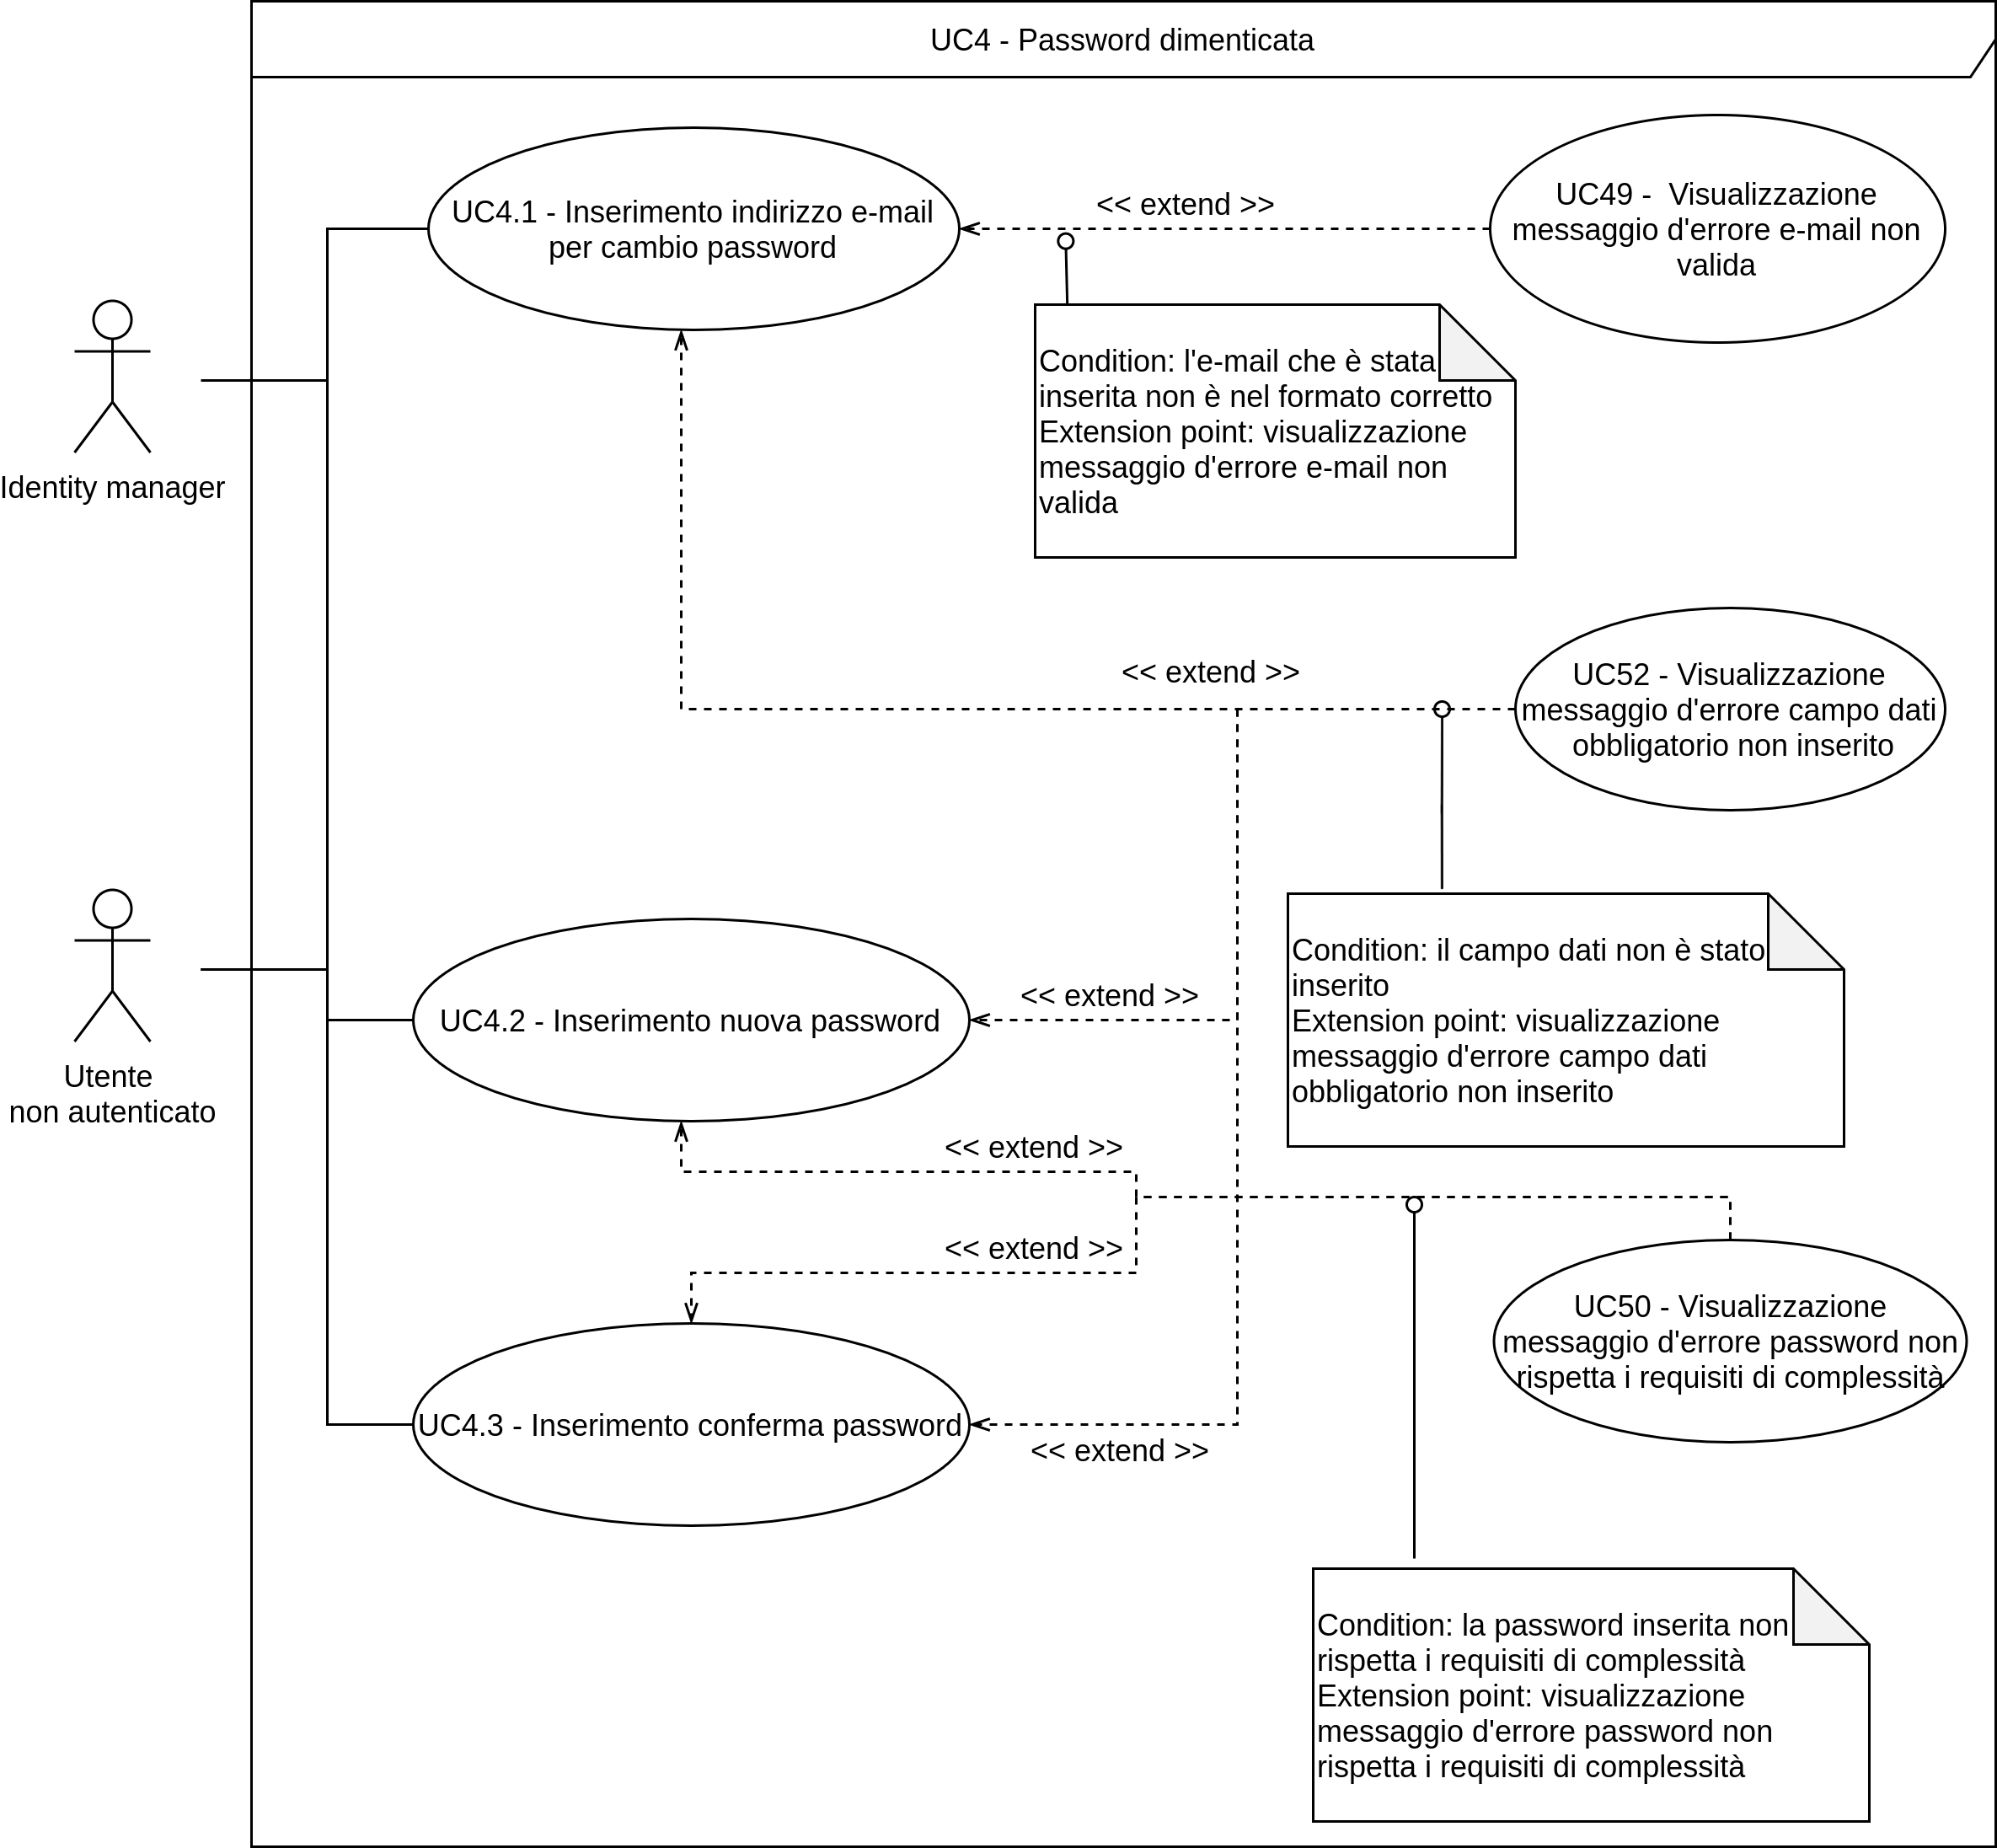 UC4 - Password dimenticata
UC4.1 - Inserimento indirizzo e-mail
per cambio password
<< extend >>
UC49 -  Visualizzazione
messaggio d'errore e-mail non
valida
Condition: l'e-mail che è stata
inserita non è nel formato corretto
Extension point: visualizzazione
messaggio d'errore e-mail non
valida
Identity manager
<< extend >>
UC52 - Visualizzazione
messaggio d'errore campo dati
obbligatorio non inserito
Condition: il campo dati non è stato
inserito
Extension point: visualizzazione
messaggio d'errore campo dati
obbligatorio non inserito
Utente
non autenticato
UC4.2 - Inserimento nuova password
<< extend >>
<< extend >>
<< extend >>
UC50 - Visualizzazione
messaggio d'errore password non
rispetta i requisiti di complessità
UC4.3 - Inserimento conferma password
<< extend >>
Condition: la password inserita non
rispetta i requisiti di complessità
Extension point: visualizzazione
messaggio d'errore password non
rispetta i requisiti di complessità